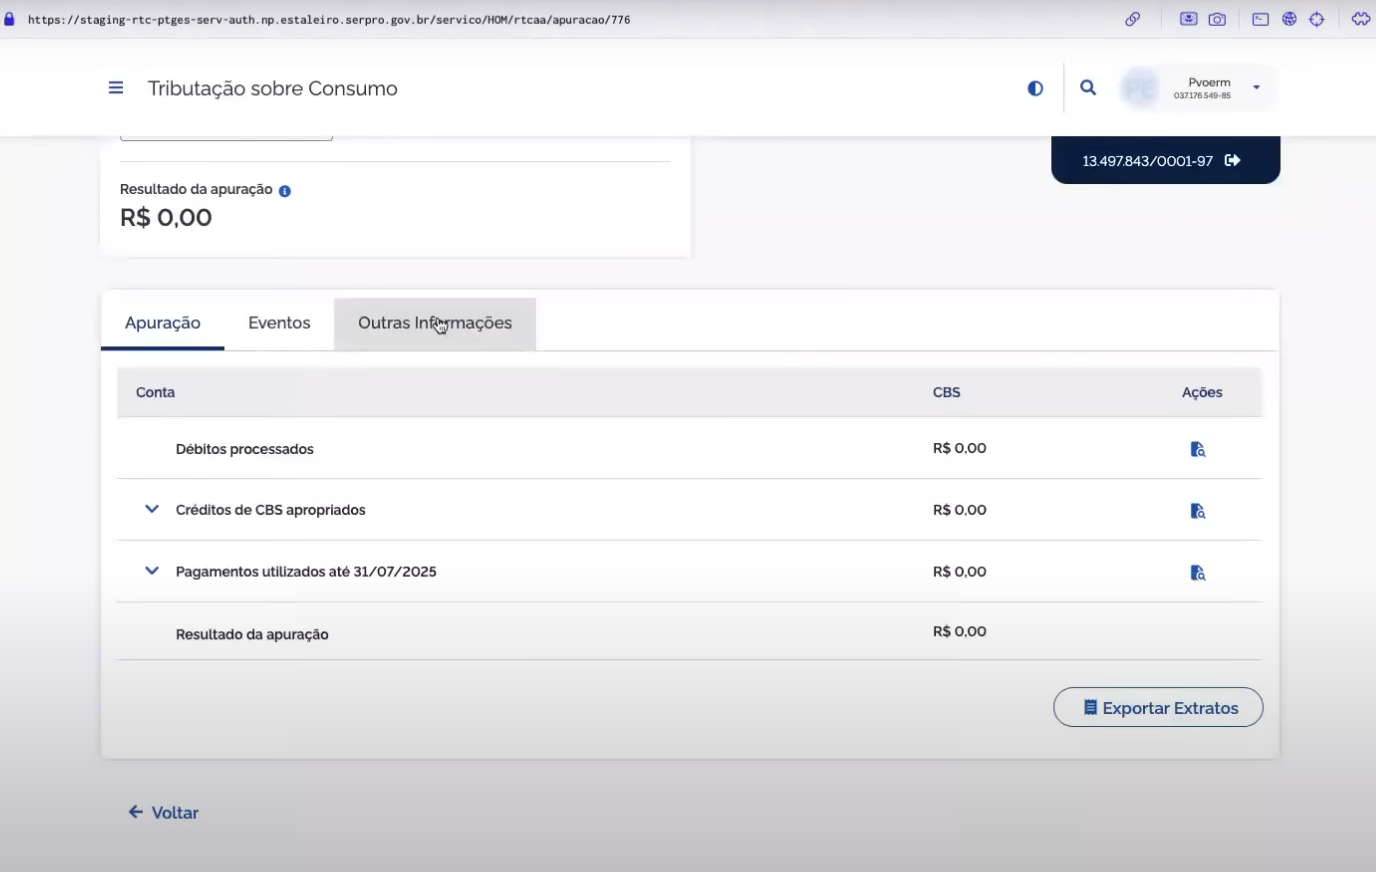 https://staging-rtc-ptges-serv-auth.np.estaleiro.serpro.gov.br/servico/HOM/rtcaa/apuracao/776
Tributação sobre Consumo
PE
Pvoerm
037.176.549-85
13.497.843/0001-97
Resultado da apuração
R$ 0,00
Apuração
Eventos
Outras Informações
Conta
CBS
Ações
Débitos processados
R$ 0,00
Créditos de CBS apropriados
R$ 0,00
Pagamentos utilizados até 31/07/2025
R$ 0,00
Resultado da apuração
R$ 0,00
Exportar Extratos
Voltar